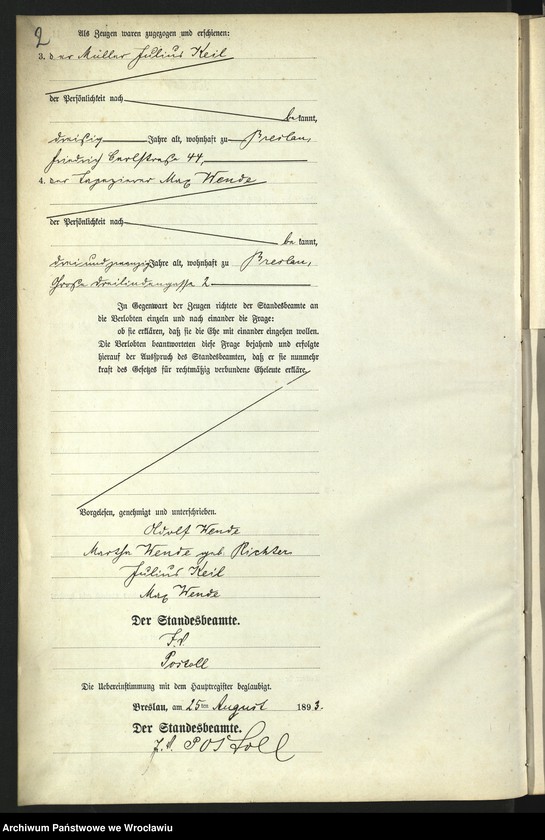 2
Als Zeugen waren zugezogen und erschienen:
3. der Müller Julius Keil
der Persönlichkeit nach
bekannt,
dreißig Jahre alt, wohnhaft zu Breslau,
Friedrich Carlstraße 44,
4. der Tapezierer Max Wende
der Persönlichkeit nach
bekannt,
drei und zwanzig Jahre alt, wohnhaft zu Breslau,
Große Dreilindengasse 2
In Gegenwart der Zeugen richtete der Standesbeamte an
die Verlobten einzeln und nach einander die Frage:
ob sie erklären, daß sie die Ehe mit einander eingehen wollen.
Die Verlobten beantworteten diese Frage bejahend und erfolgte
hierauf der Ausspruch des Standesbeamten, daß er sie nunmehr
kraft des Gesetzes für rechtmäßig verbundene Eheleute erkläre.
Vorgelesen, genehmigt und unterschrieben.
Adolf Wende
Martha Wende geb. Richter
Julius Keil
Max Wende
Der Standesbeamte.
J.V.
Postoll
Die Uebereinstimmung mit dem Hauptregister beglaubigt.
Breslau, am 25ten August 1893.
Der Standesbeamte.
J.V. Postoll
Archiwum Państwowe we Wrocławiu